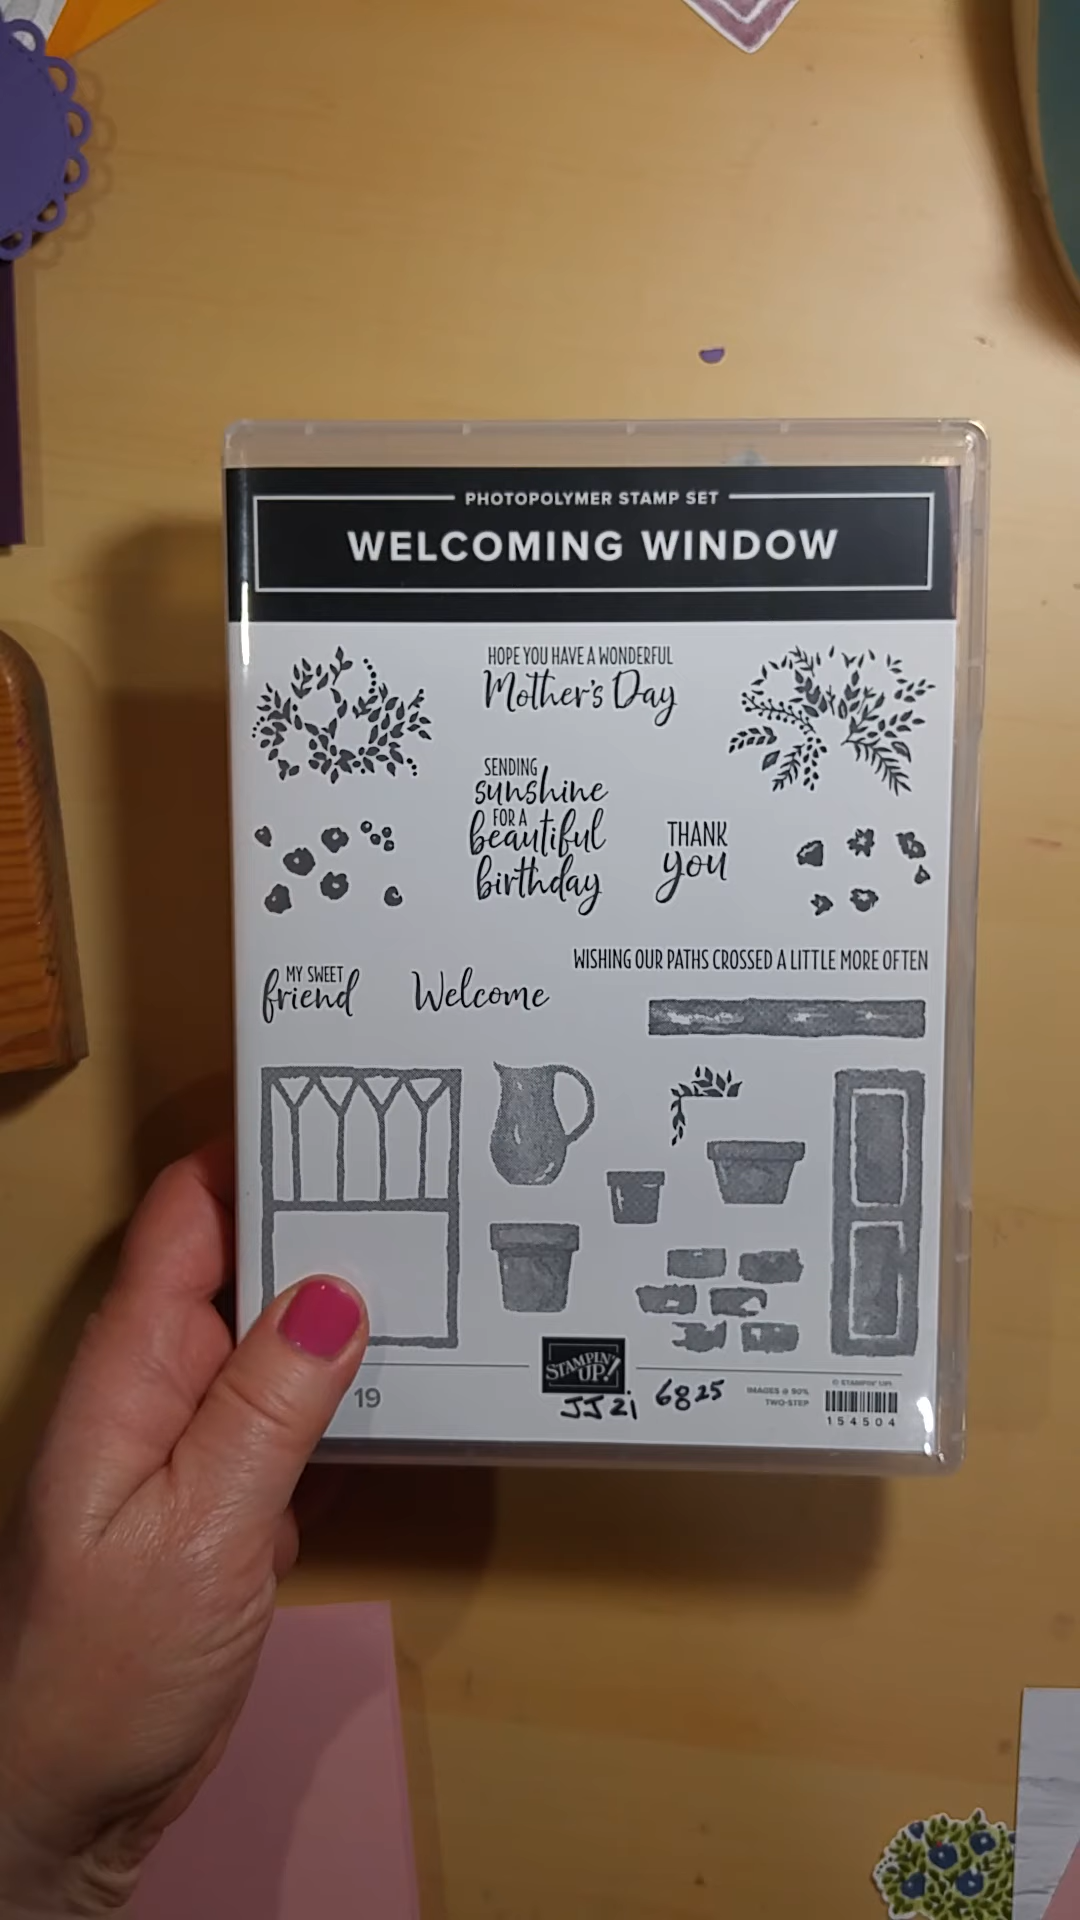 PHOTOPOLYMER STAMP SET
WELCOMING WINDOW
HOPE YOU HAVE A WONDERFUL
Mother's Day
SENDING
sunshine
FOR A
beautiful
birthday
THANK
you
WISHING OUR PATHS CROSSED A LITTLE MORE OFTEN
MY SWEET
friend
Welcome
STAMPIN'
UP!
19
JJ 21 6825
IMAGES @ 90%
TWO-STEP
© STAMPIN' UP!
154504